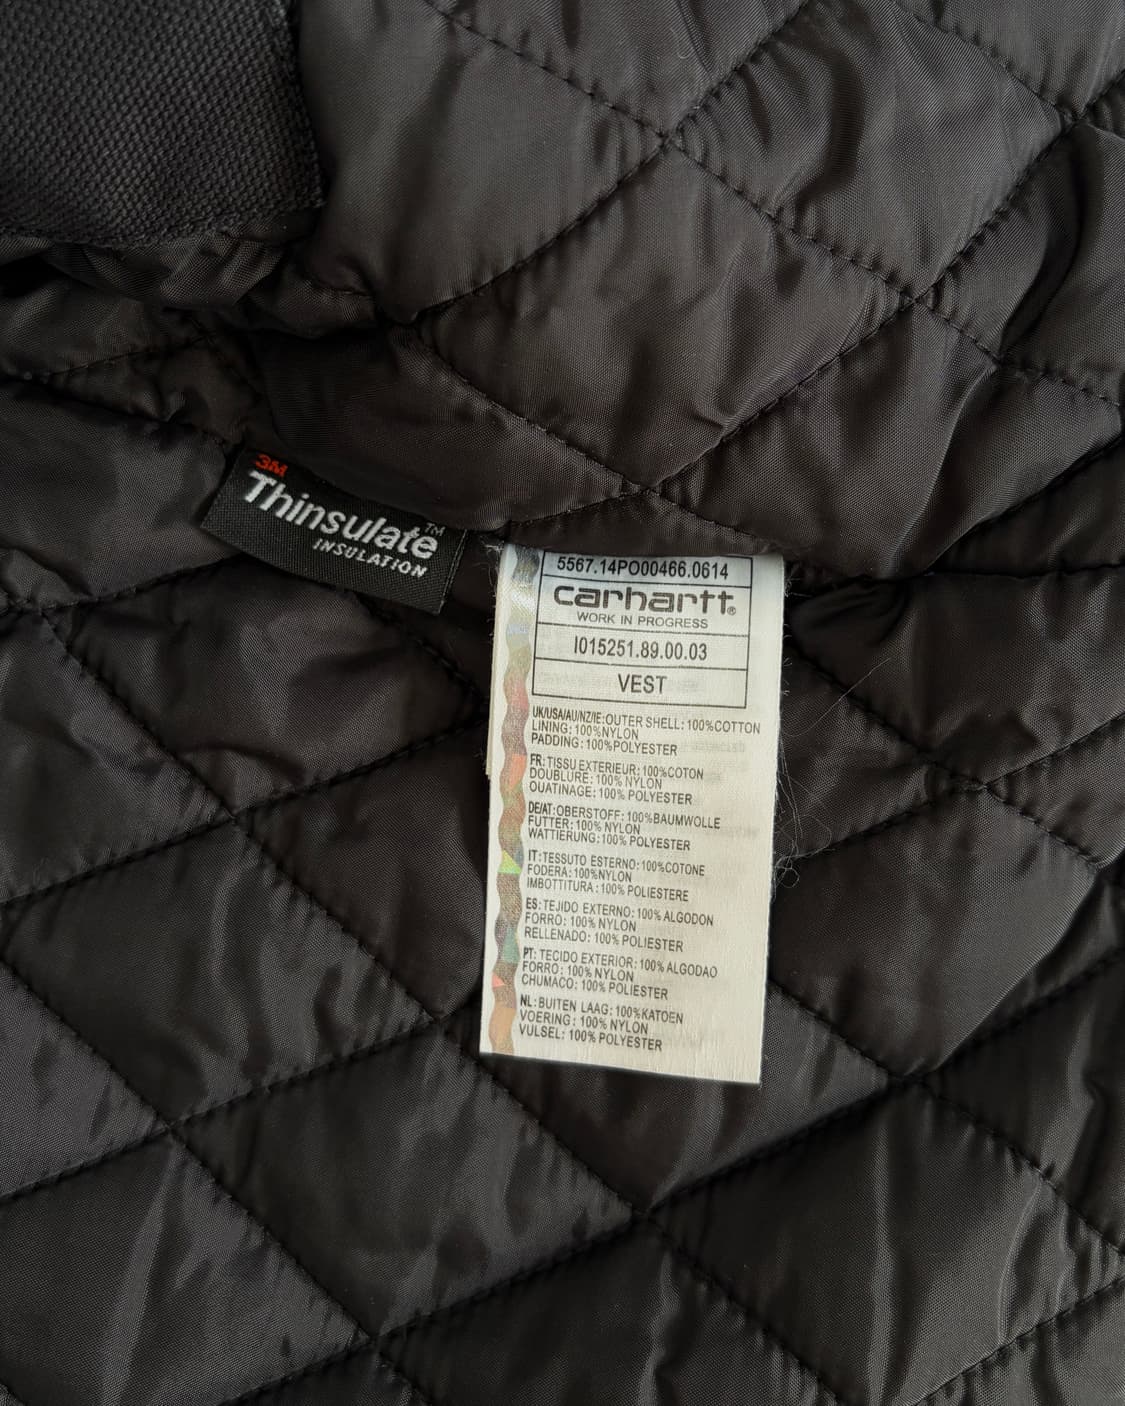 3M
Thinsulate™
INSULATION
5567.14PO00466.0614
carhartt®
WORK IN PROGRESS
I015251.89.00.03
VEST
UK/USA/AU/NZ/IE:OUTER SHELL: 100%COTTON
LINING: 100%NYLON
PADDING: 100%POLYESTER
FR: TISSU EXTERIEUR: 100%COTON
DOUBLURE: 100% NYLON
OUATINAGE: 100% POLYESTER
DE/AT: OBERSTOFF: 100%BAUMWOLLE
FUTTER: 100% NYLON
WATTIERUNG: 100% POLYESTER
IT: TESSUTO ESTERNO: 100%COTONE
FODERA: 100%NYLON
IMBOTTITURA : 100% POLIESTERE
ES: TEJIDO EXTERNO: 100% ALGODON
FORRO: 100% NYLON
RELLENADO: 100% POLIESTER
PT: TECIDO EXTERIOR: 100% ALGODAO
FORRO: 100% NYLON
CHUMACO: 100% POLIESTER
NL: BUITEN LAAG: 100%KATOEN
VOERING: 100% NYLON
VULSEL: 100% POLYESTER